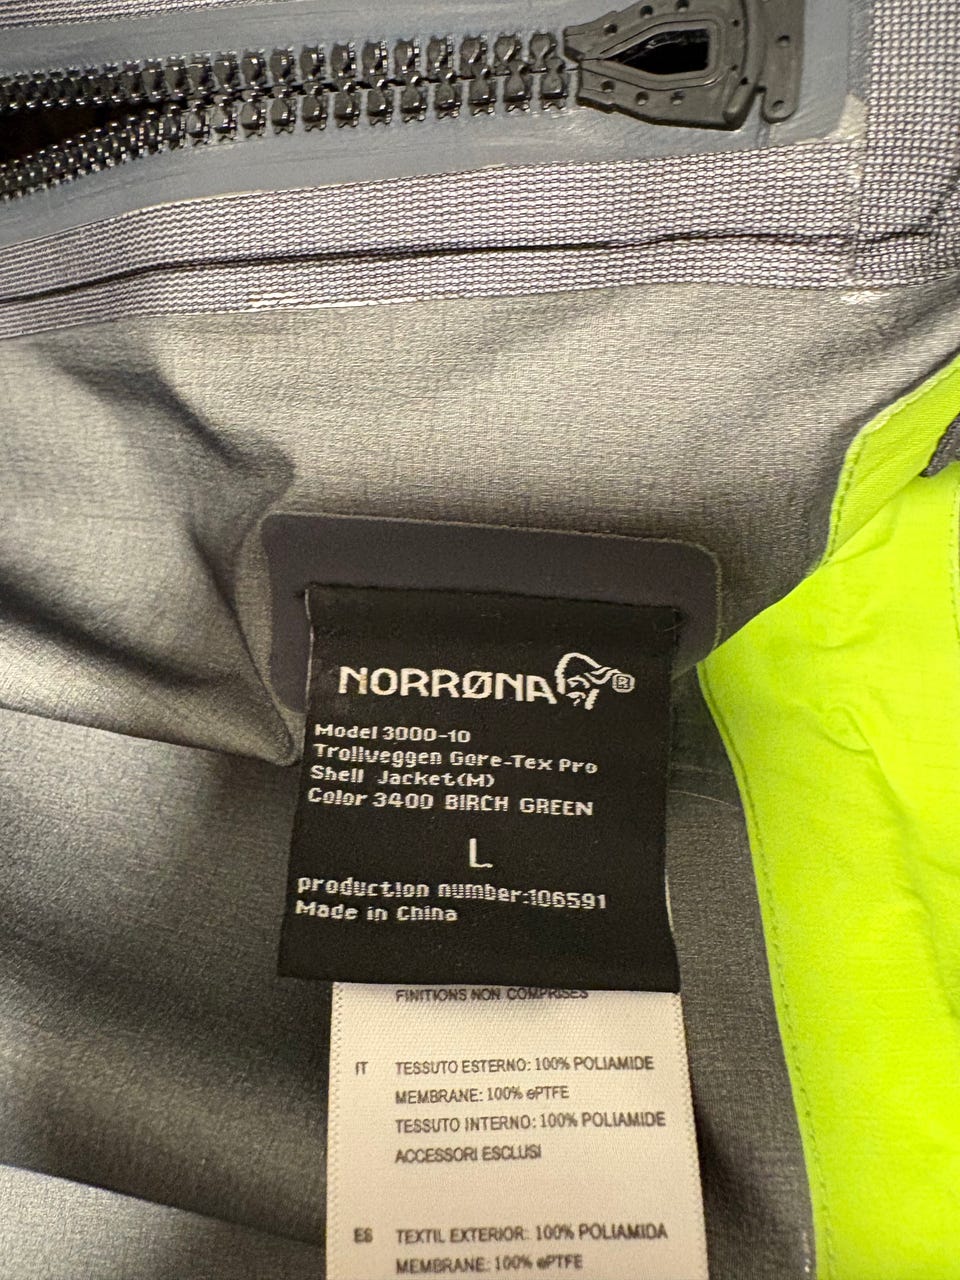 NORRØNA®
Model 3000-10
Trollveggen Gore-Tex Pro
Shell Jacket(M)
Color 3400 BIRCH GREEN
L
production number:106591
Made in China
FINITIONS NON COMPRISES
IT TESSUTO ESTERNO: 100% POLIAMIDE
MEMBRANE: 100% ePTFE
TESSUTO INTERNO: 100% POLIAMIDE
ACCESSORI ESCLUSI
ES TEXTIL EXTERIOR: 100% POLIAMIDA
MEMBRANE: 100% ePTFE